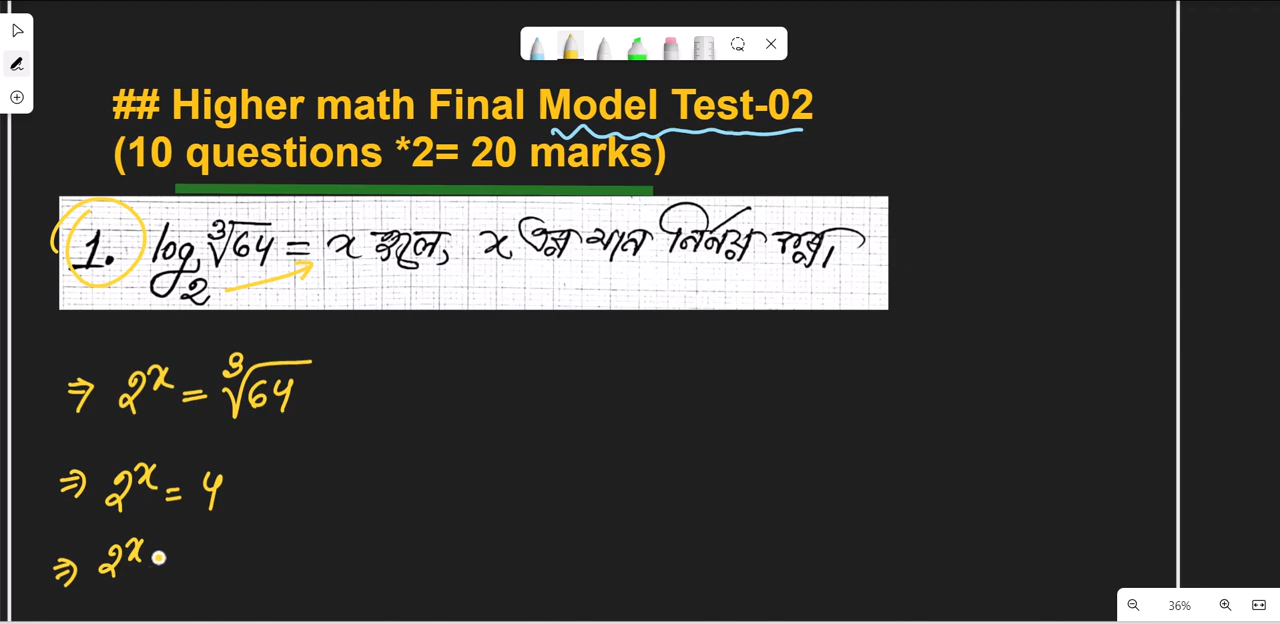 ## Higher math Final Model Test-02
(10 questions *2= 20 marks)
1. log₂ ∛64 = x হলে, x এর মান নির্ণয় কর।
⇒ 2ˣ = ∛64
⇒ 2ˣ = 4
⇒ 2ˣ
36%